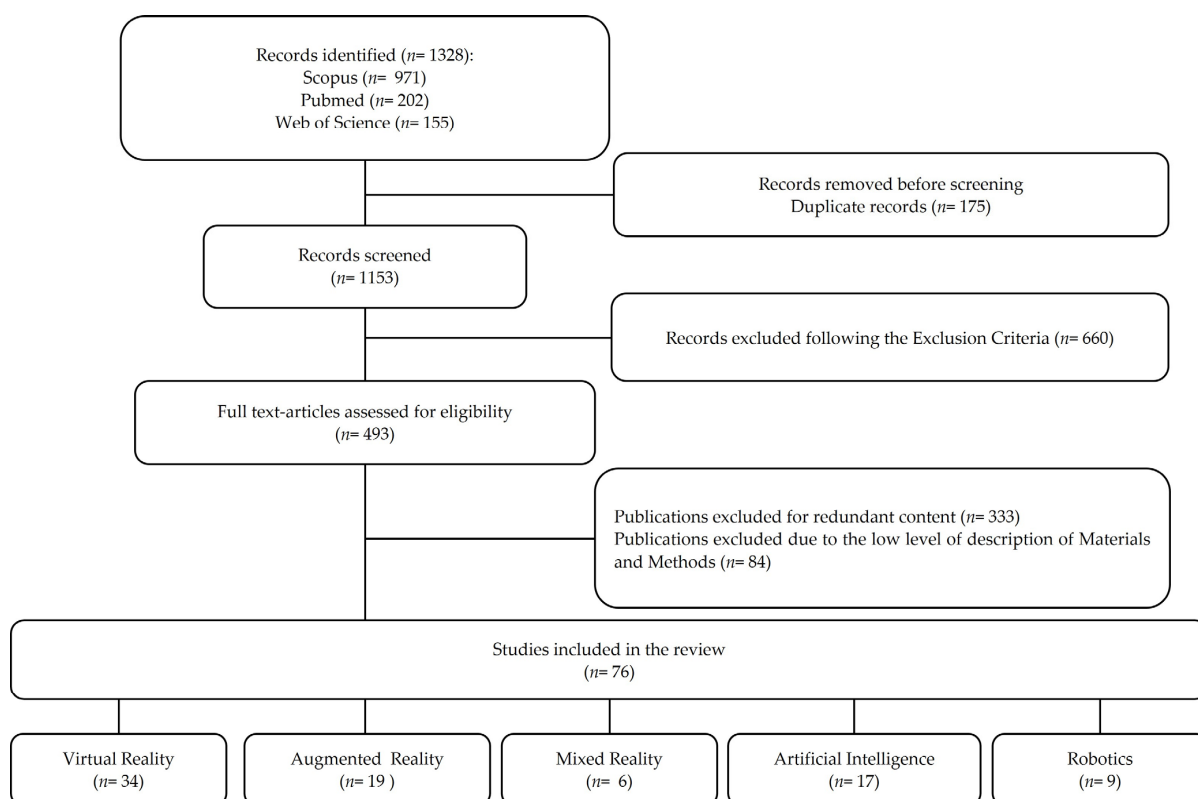 Records identified (n= 1328):
Scopus (n= 971)
Pubmed (n= 202)
Web of Science (n= 155)
Records removed before screening
Duplicate records (n= 175)
Records screened
(n= 1153)
Records excluded following the Exclusion Criteria (n= 660)
Full text-articles assessed for eligibility
(n= 493)
Publications excluded for redundant content (n= 333)
Publications excluded due to the low level of description of Materials
and Methods (n= 84)
Studies included in the review
(n= 76)
Virtual Reality
(n= 34)
Augmented Reality
(n= 19 )
Mixed Reality
(n= 6)
Artificial Intelligence
(n= 17)
Robotics
(n= 9)